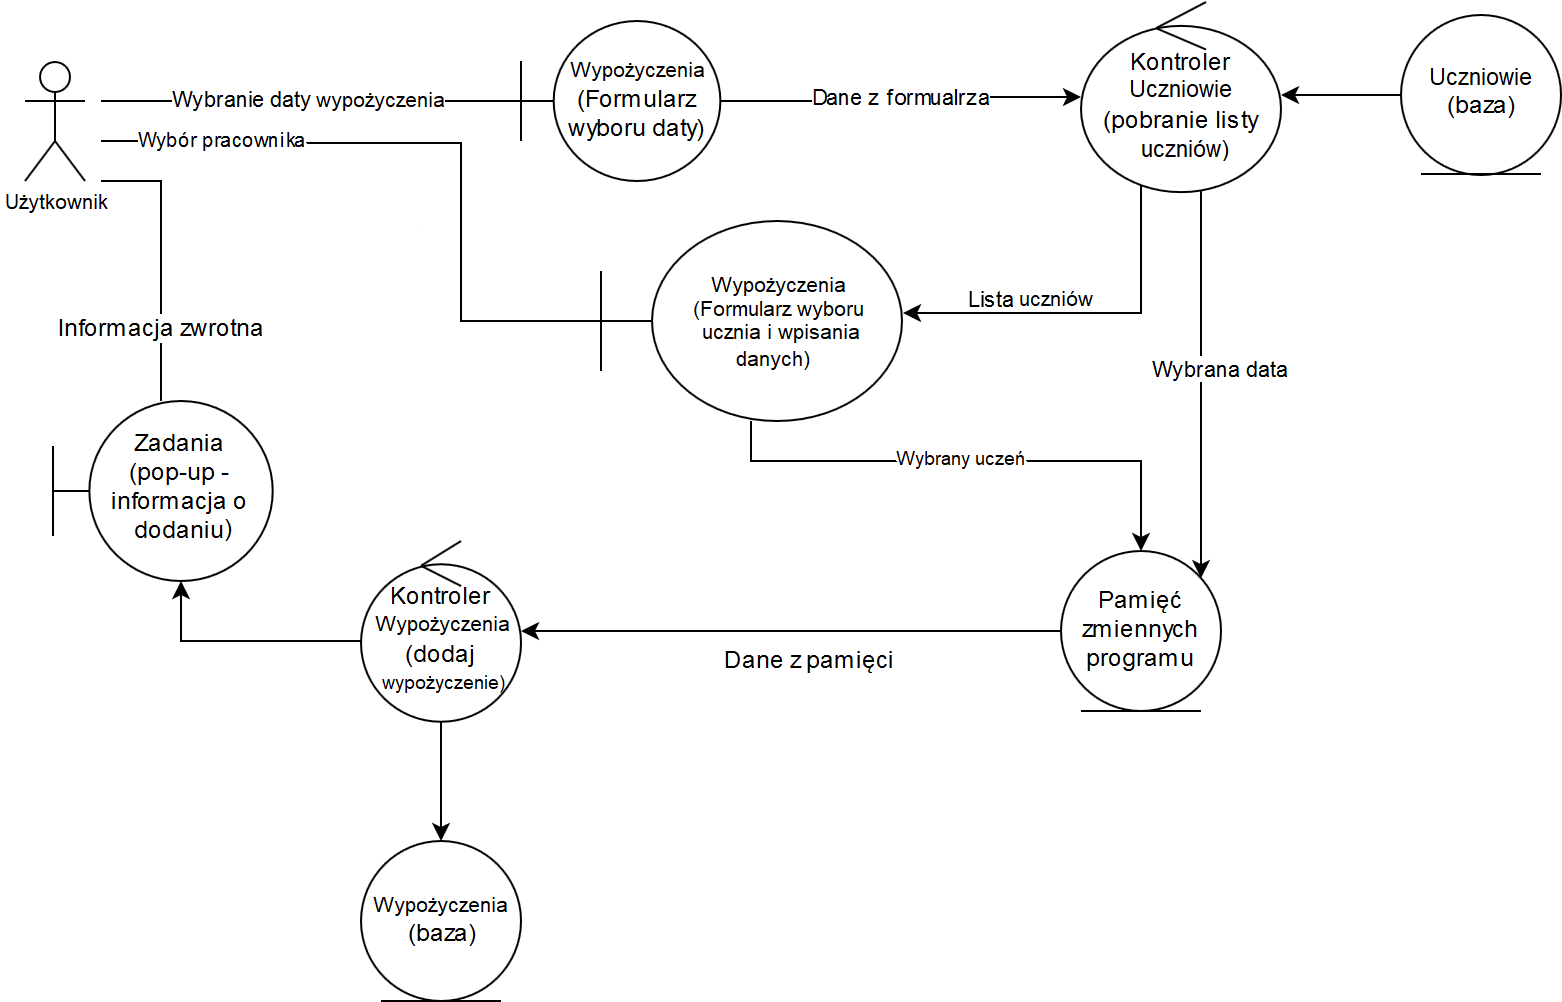 Użytkownik
Wybranie daty wypożyczenia
Wybór pracownika
Wypożyczenia
(Formularz
wyboru daty)
Dane z formualrza
Kontroler
Uczniowie
(pobranie listy
uczniów)
Uczniowie
(baza)
Wypożyczenia
(Formularz wyboru
ucznia i wpisania
danych)
Lista uczniów
Wybrana data
Informacja zwrotna
Wybrany uczeń
Zadania
(pop-up -
informacja o
dodaniu)
Kontroler
Wypożyczenia
(dodaj
wypożyczenie)
Dane z pamięci
Pamięć
zmiennych
programu
Wypożyczenia
(baza)